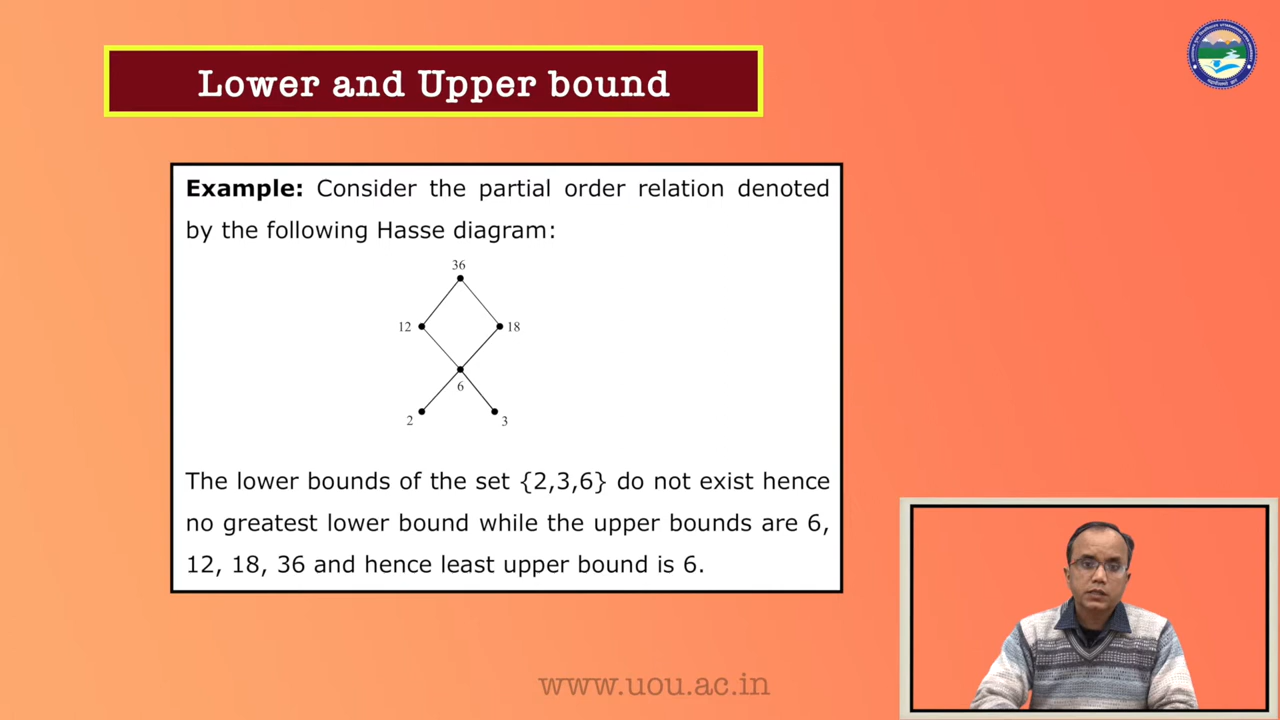 Lower and Upper bound
Example: Consider the partial order relation denoted
by the following Hasse diagram:
36
12
18
6
2
3
The lower bounds of the set {2,3,6} do not exist hence
no greatest lower bound while the upper bounds are 6,
12, 18, 36 and hence least upper bound is 6.
www.uou.ac.in